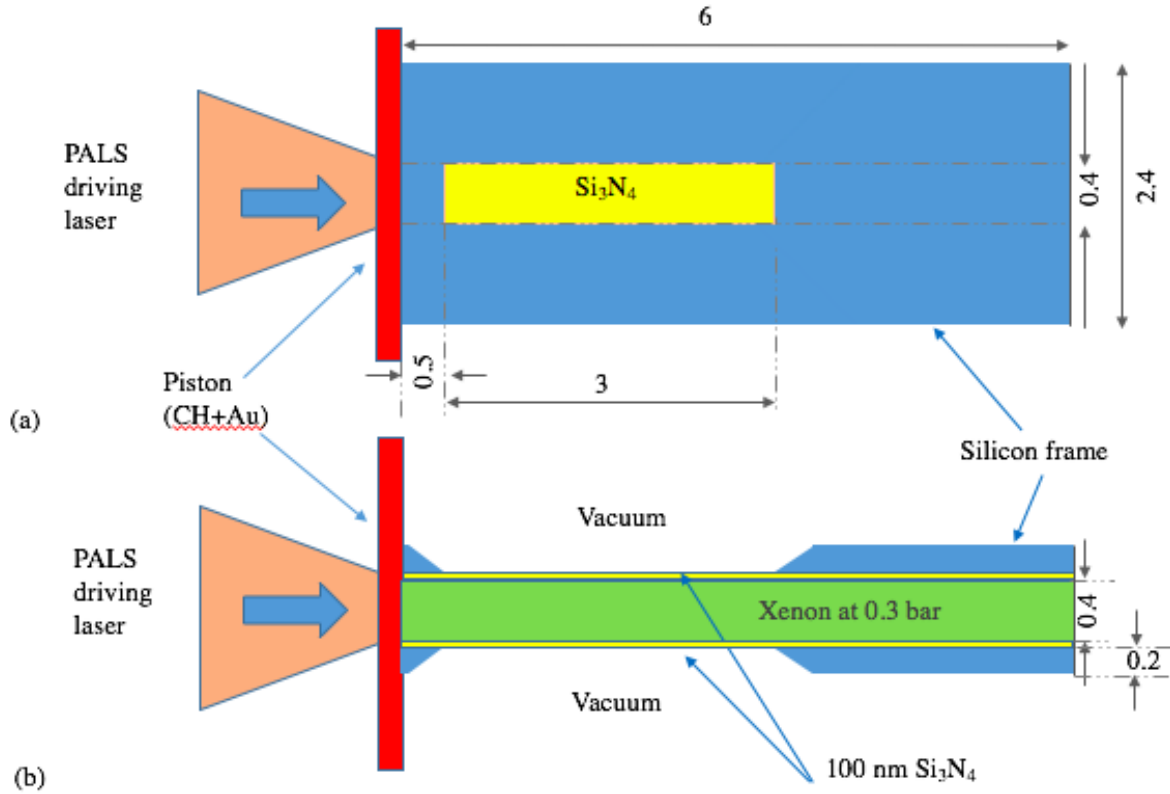 6
PALS
driving
laser
Si₃N₄
0.4
2.4
0.5
3
Piston
(CH+Au)
(a)
Silicon frame
Vacuum
PALS
driving
laser
Xenon at 0.3 bar
0.4
0.2
Vacuum
100 nm Si₃N₄
(b)